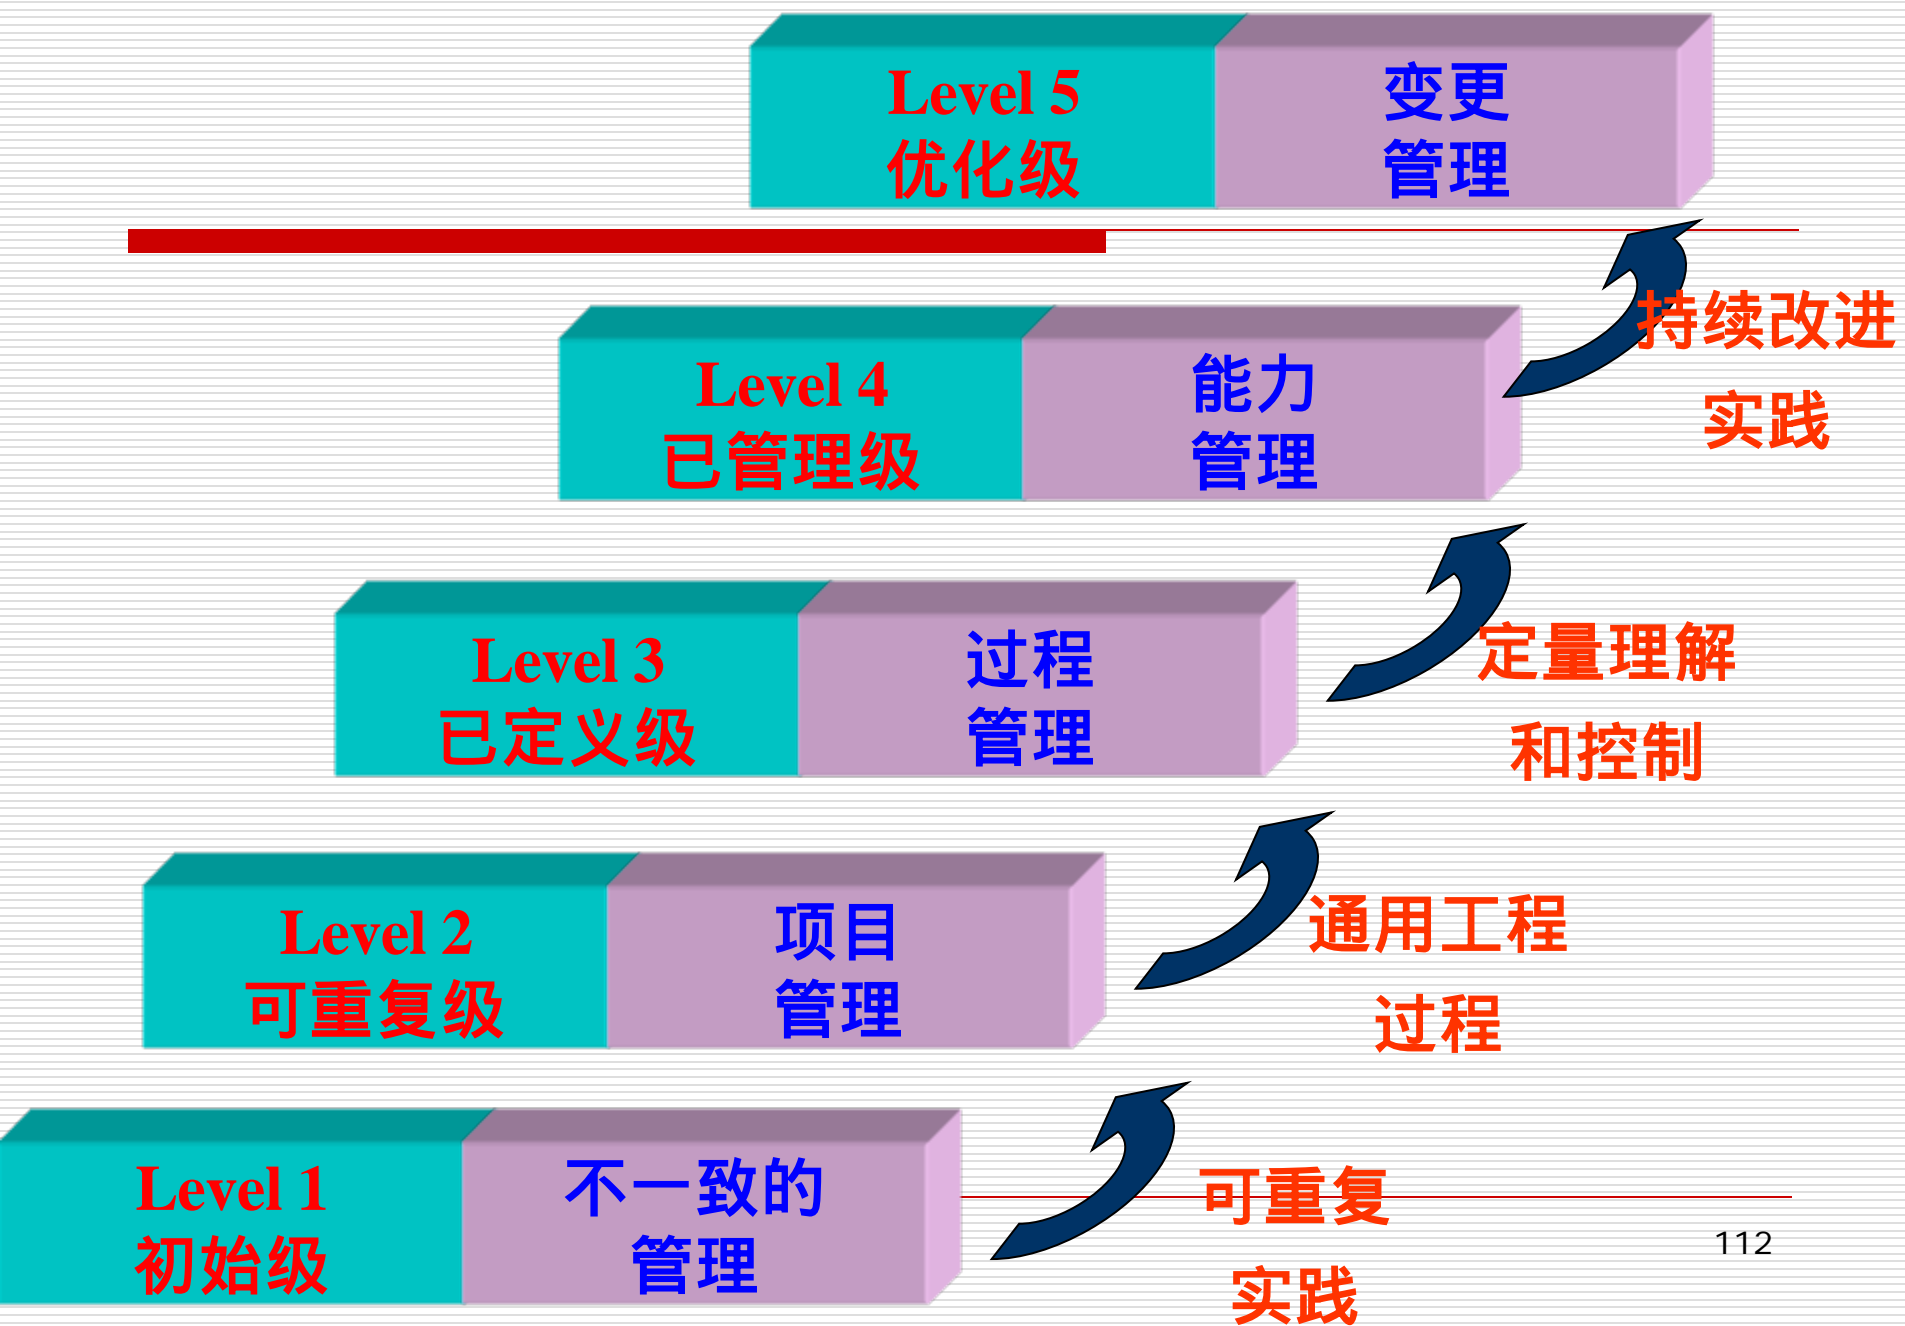 Level 5
优化级
变更
管理
持续改进
实践
Level 4
已管理级
能力
管理
定量理解
和控制
Level 3
已定义级
过程
管理
通用工程
过程
Level 2
可重复级
项目
管理
可重复
实践
Level 1
初始级
不一致的
管理
112